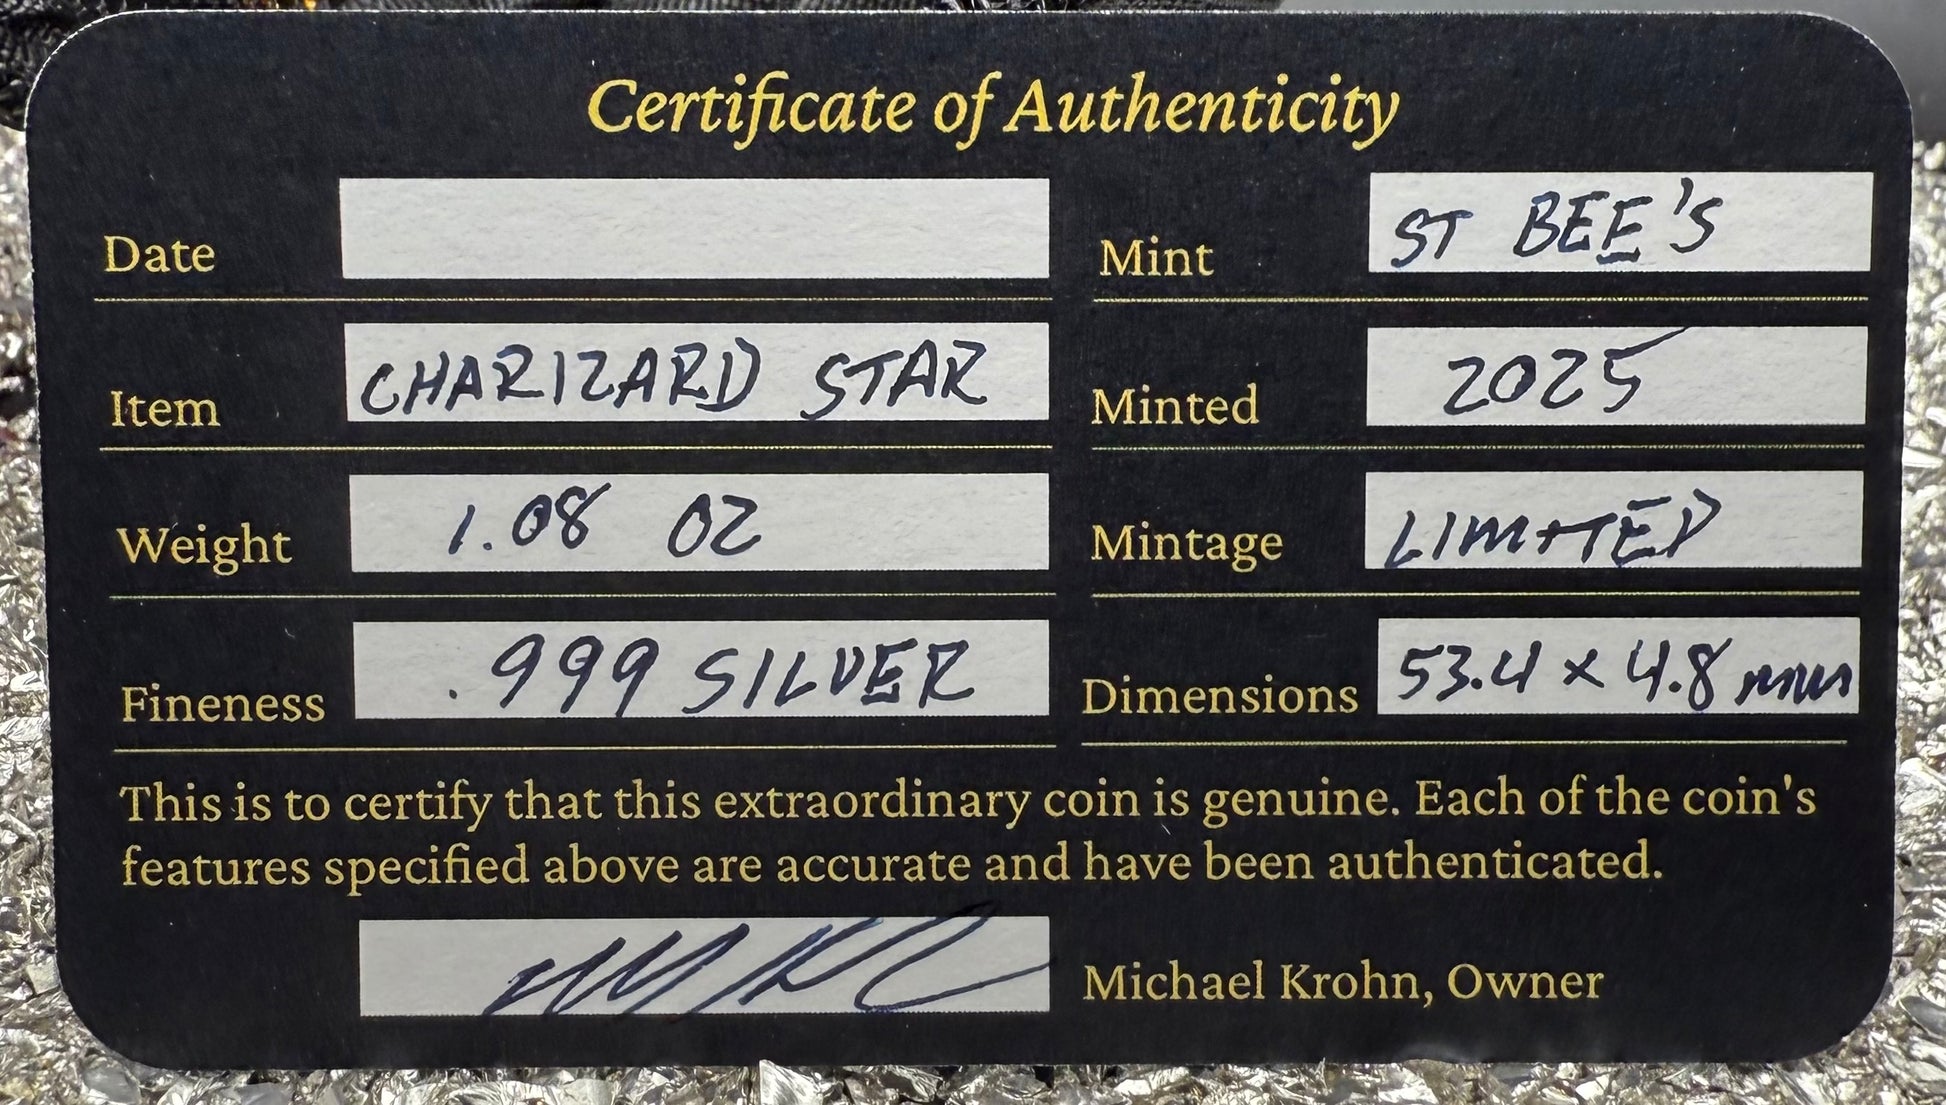 Certificate of Authenticity
Date
Mint ST BEE'S
Item CHARIZARD STAR
Minted 2025
Weight 1.08 OZ
Mintage LIMITED
Fineness .999 SILVER
Dimensions 53.4 x 4.8 mm
This is to certify that this extraordinary coin is genuine. Each of the coin's
features specified above are accurate and have been authenticated.
Michael Krohn, Owner